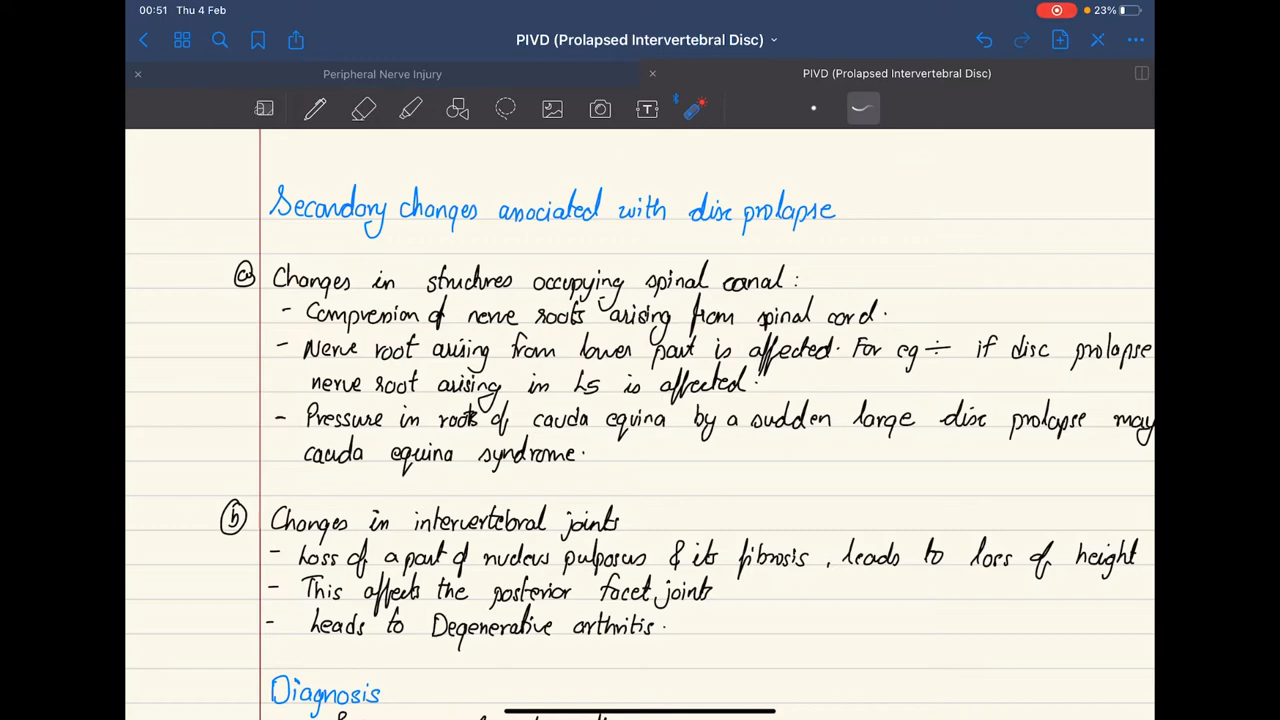 00:51 Thu 4 Feb
23%
PIVD (Prolapsed Intervertebral Disc)
Peripheral Nerve Injury
PIVD (Prolapsed Intervertebral Disc)
Secondary changes associated with disc prolapse
a Changes in structures occupying spinal canal :
- Compression of nerve roots arising from spinal cord.
- Nerve root arising from lower part is affected. For eg ÷ if disc prolapse
nerve root arising in L5 is affected.
- Pressure in roots of cauda equina by a sudden large disc prolapse may
cauda equina syndrome.
b Changes in intervertebral joints
- Loss of a part of nucleus pulposus & its fibrosis, leads to loss of height
- This affects the posterior facet joints
- leads to Degenerative arthritis.
Diagnosis